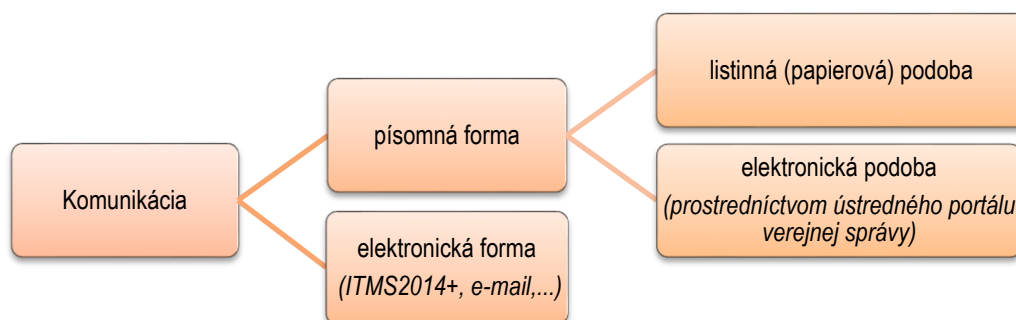 Komunikácia
písomná forma
elektronická forma
(ITMS2014+, e-mail,...)
listinná (papierová) podoba
elektronická podoba
(prostredníctvom ústredného portálu
verejnej správy)